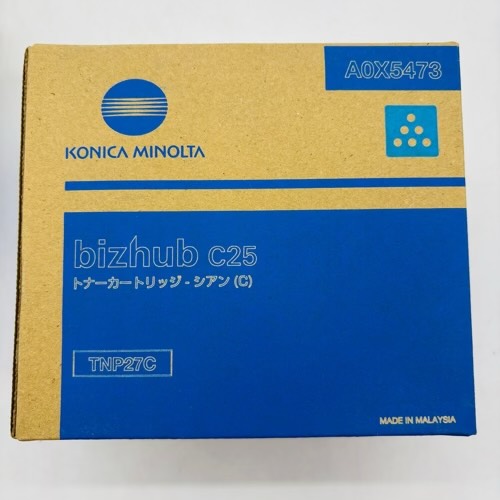 A0X5473
KONICA MINOLTA
bizhub C25
トナーカートリッジ - シアン (C)
TNP27C
MADE IN MALAYSIA